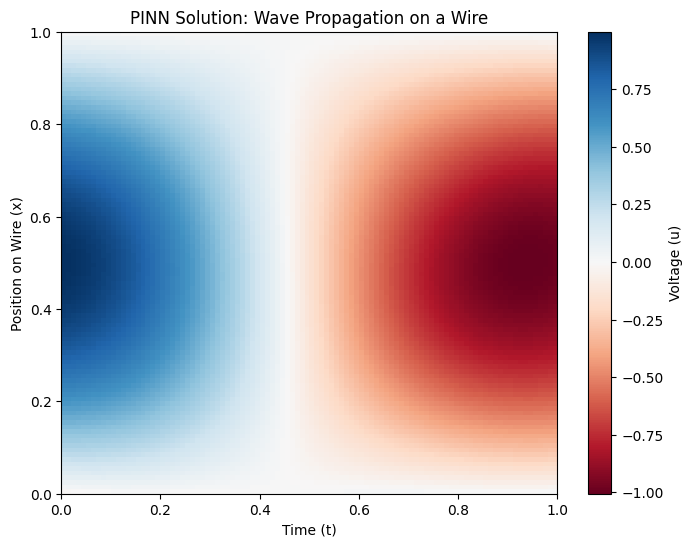 PINN Solution: Wave Propagation on a Wire
1.0
0.8
0.6
0.4
0.2
0.0
Position on Wire (x)
0.0 0.2 0.4 0.6 0.8 1.0
Time (t)
0.75
0.50
0.25
0.00
−0.25
−0.50
−0.75
−1.00
Voltage (u)